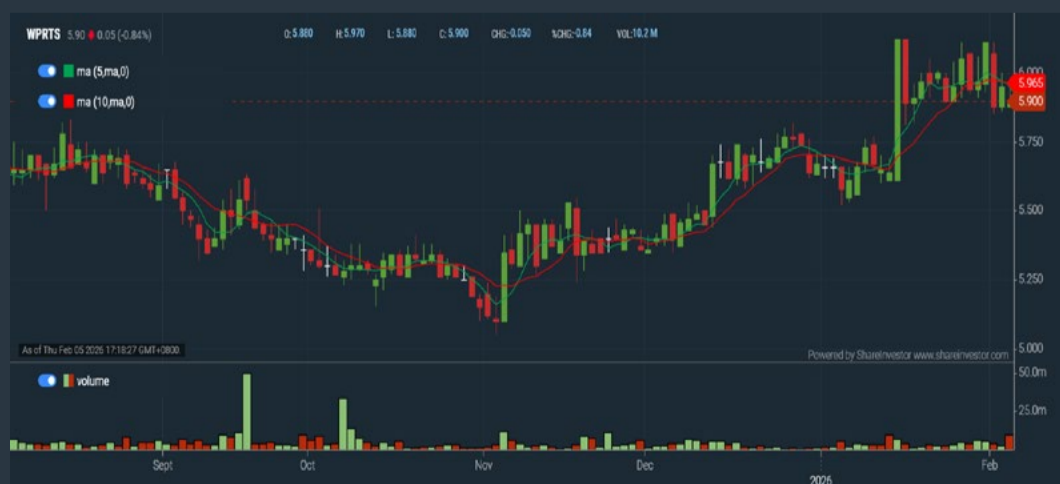 WPRTS 5.90 0.05 (-0.84%) O: 5.880 H: 5.970 L: 5.880 C: 5.900 CHG:-0.050 %CHG:-0.84 VOL:10.2 M
ma (5,ma,0)
ma (10,ma,0)
6.000
5.965
5.900
5.750
5.500
5.250
5.000
As of Thu Feb 05 2026 17:18:27 GMT+0800
Powered by ShareInvestor www.shareinvestor.com
volume
50.0m
25.0m
Sept Oct Nov Dec Feb
2026